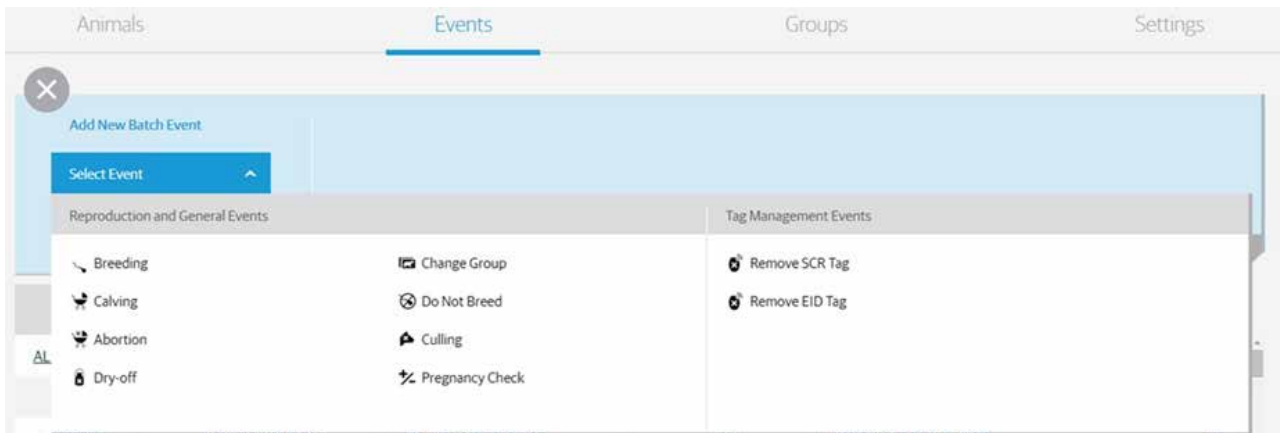 Animals Events Groups Settings
Add New Batch Event
Select Event
Reproduction and General Events Tag Management Events
Breeding Change Group Remove SCR Tag
Calving Do Not Breed Remove EID Tag
Abortion Culling
AL
Dry-off Pregnancy Check